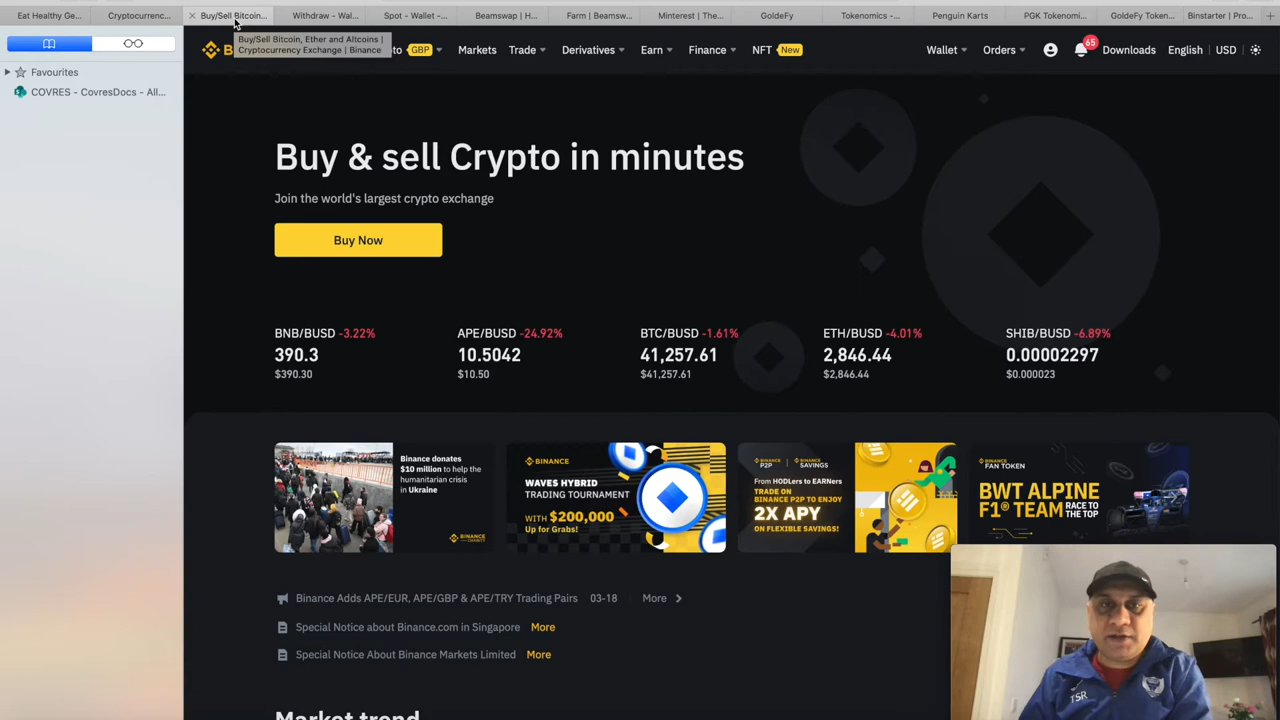 Eat Healthy Ge...
Cryptocurrenc...
Buy/Sell Bitcoin...
Withdraw - Wal...
Spot - Wallet -...
Beamswap | H...
Farm | Beamsw...
Minterest | The...
GoldeFy
Tokenomics -...
Penguin Karts
PGK Tokenomi...
GoldeFy Token...
Binstarter | Pro...
Buy/Sell Bitcoin, Ether and Altcoins |
Cryptocurrency Exchange | Binance
GBP
Markets
Trade
Derivatives
Earn
Finance
NFT New
Wallet
Orders
65
Downloads
English
USD
Favourites
COVRES - CovresDocs - All...
Buy & sell Crypto in minutes
Join the world's largest crypto exchange
Buy Now
BNB/BUSD -3.22%
390.3
$390.30
APE/BUSD -24.92%
10.5042
$10.50
BTC/BUSD -1.61%
41,257.61
$41,257.61
ETH/BUSD -4.01%
2,846.44
$2,846.44
SHIB/BUSD -6.89%
0.00002297
$0.000023
Binance donates
$10 million to help the
humanitarian crisis
in Ukraine
BINANCE
CHARITY
BINANCE
WAVES HYBRID
TRADING TOURNAMENT
WITH $200,000
Up for Grabs!
BINANCE P2P
BINANCE SAVINGS
From HODLers to EARNers
TRADE ON
BINANCE P2P TO ENJOY
2X APY
ON FLEXIBLE SAVINGS!
BINANCE
FAN TOKEN
BWT ALPINE
F1® TEAM RACE TO THE TOP
Binance Adds APE/EUR, APE/GBP & APE/TRY Trading Pairs 03-18 More
Special Notice about Binance.com in Singapore More
Special Notice About Binance Markets Limited More
Market trend
TSR